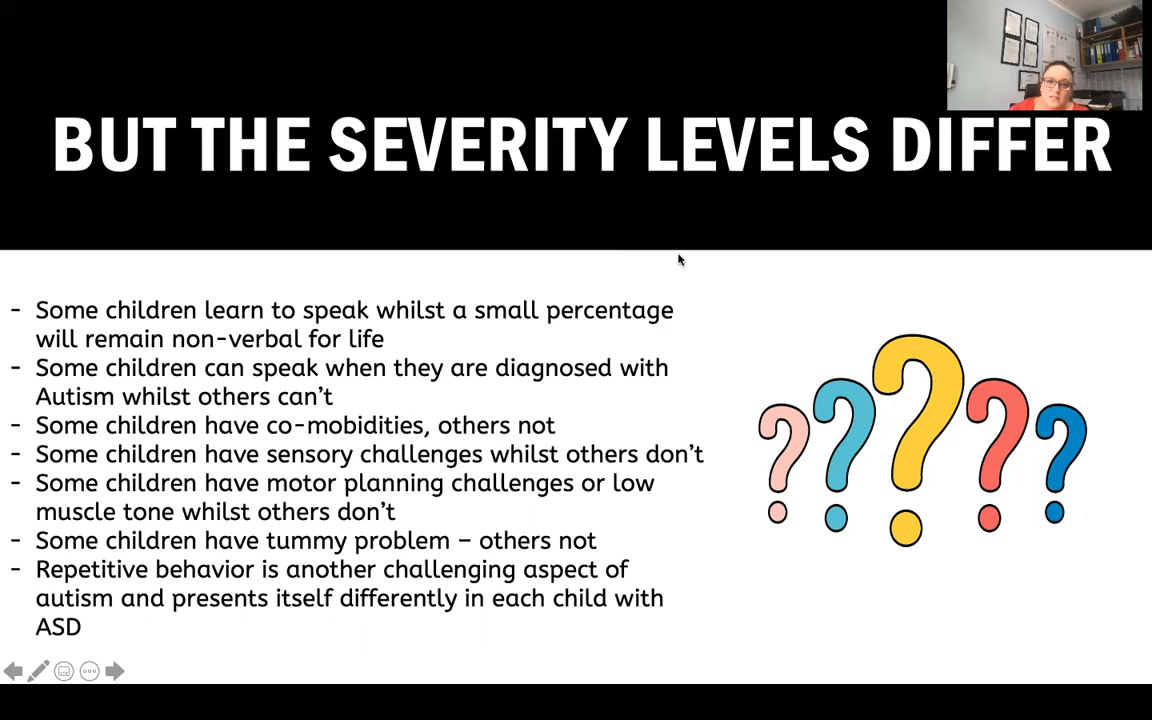 BUT THE SEVERITY LEVELS DIFFER
- Some children learn to speak whilst a small percentage
will remain non-verbal for life
- Some children can speak when they are diagnosed with
Autism whilst others can’t
- Some children have co-mobidities, others not
- Some children have sensory challenges whilst others don’t
- Some children have motor planning challenges or low
muscle tone whilst others don’t
- Some children have tummy problem – others not
- Repetitive behavior is another challenging aspect of
autism and presents itself differently in each child with
ASD